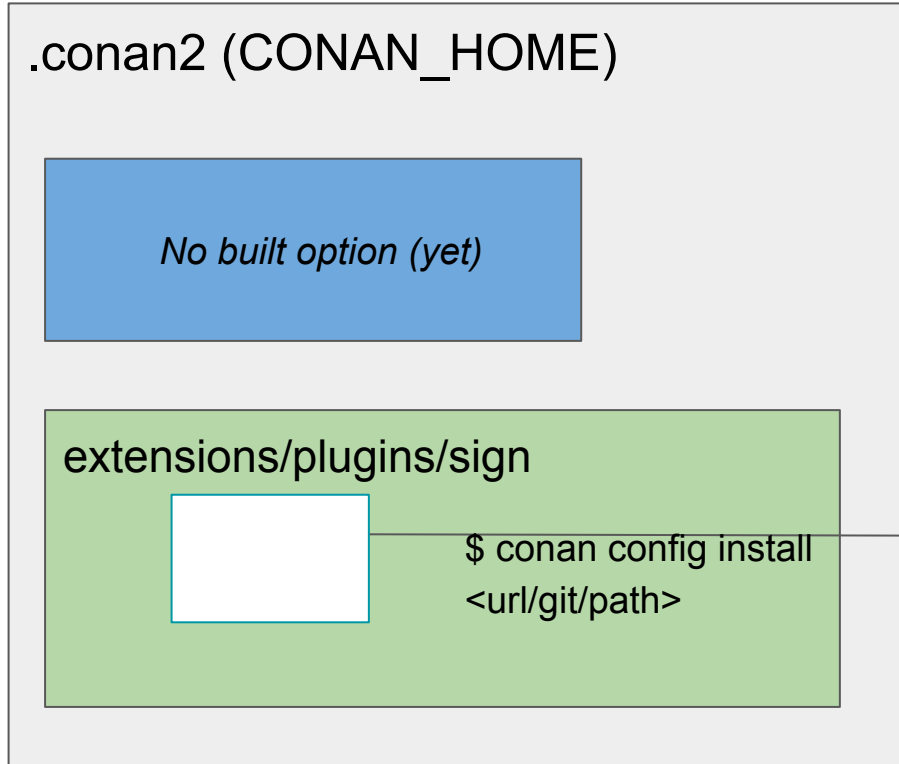 .conan2 (CONAN_HOME)
No built option (yet)
extensions/plugins/sign
$ conan config install
<url/git/path>